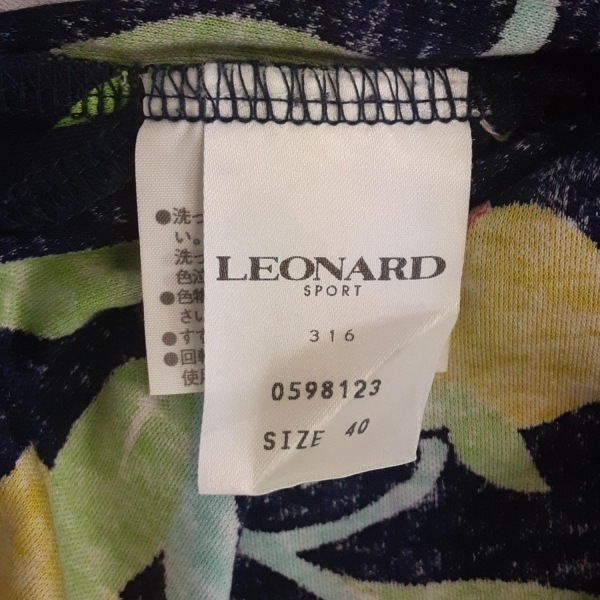 LEONARD
SPORT
316
0598123
SIZE 40
●洗っ
い。
洗っ
色泣
●色物
さい
●すす
●回転
使用